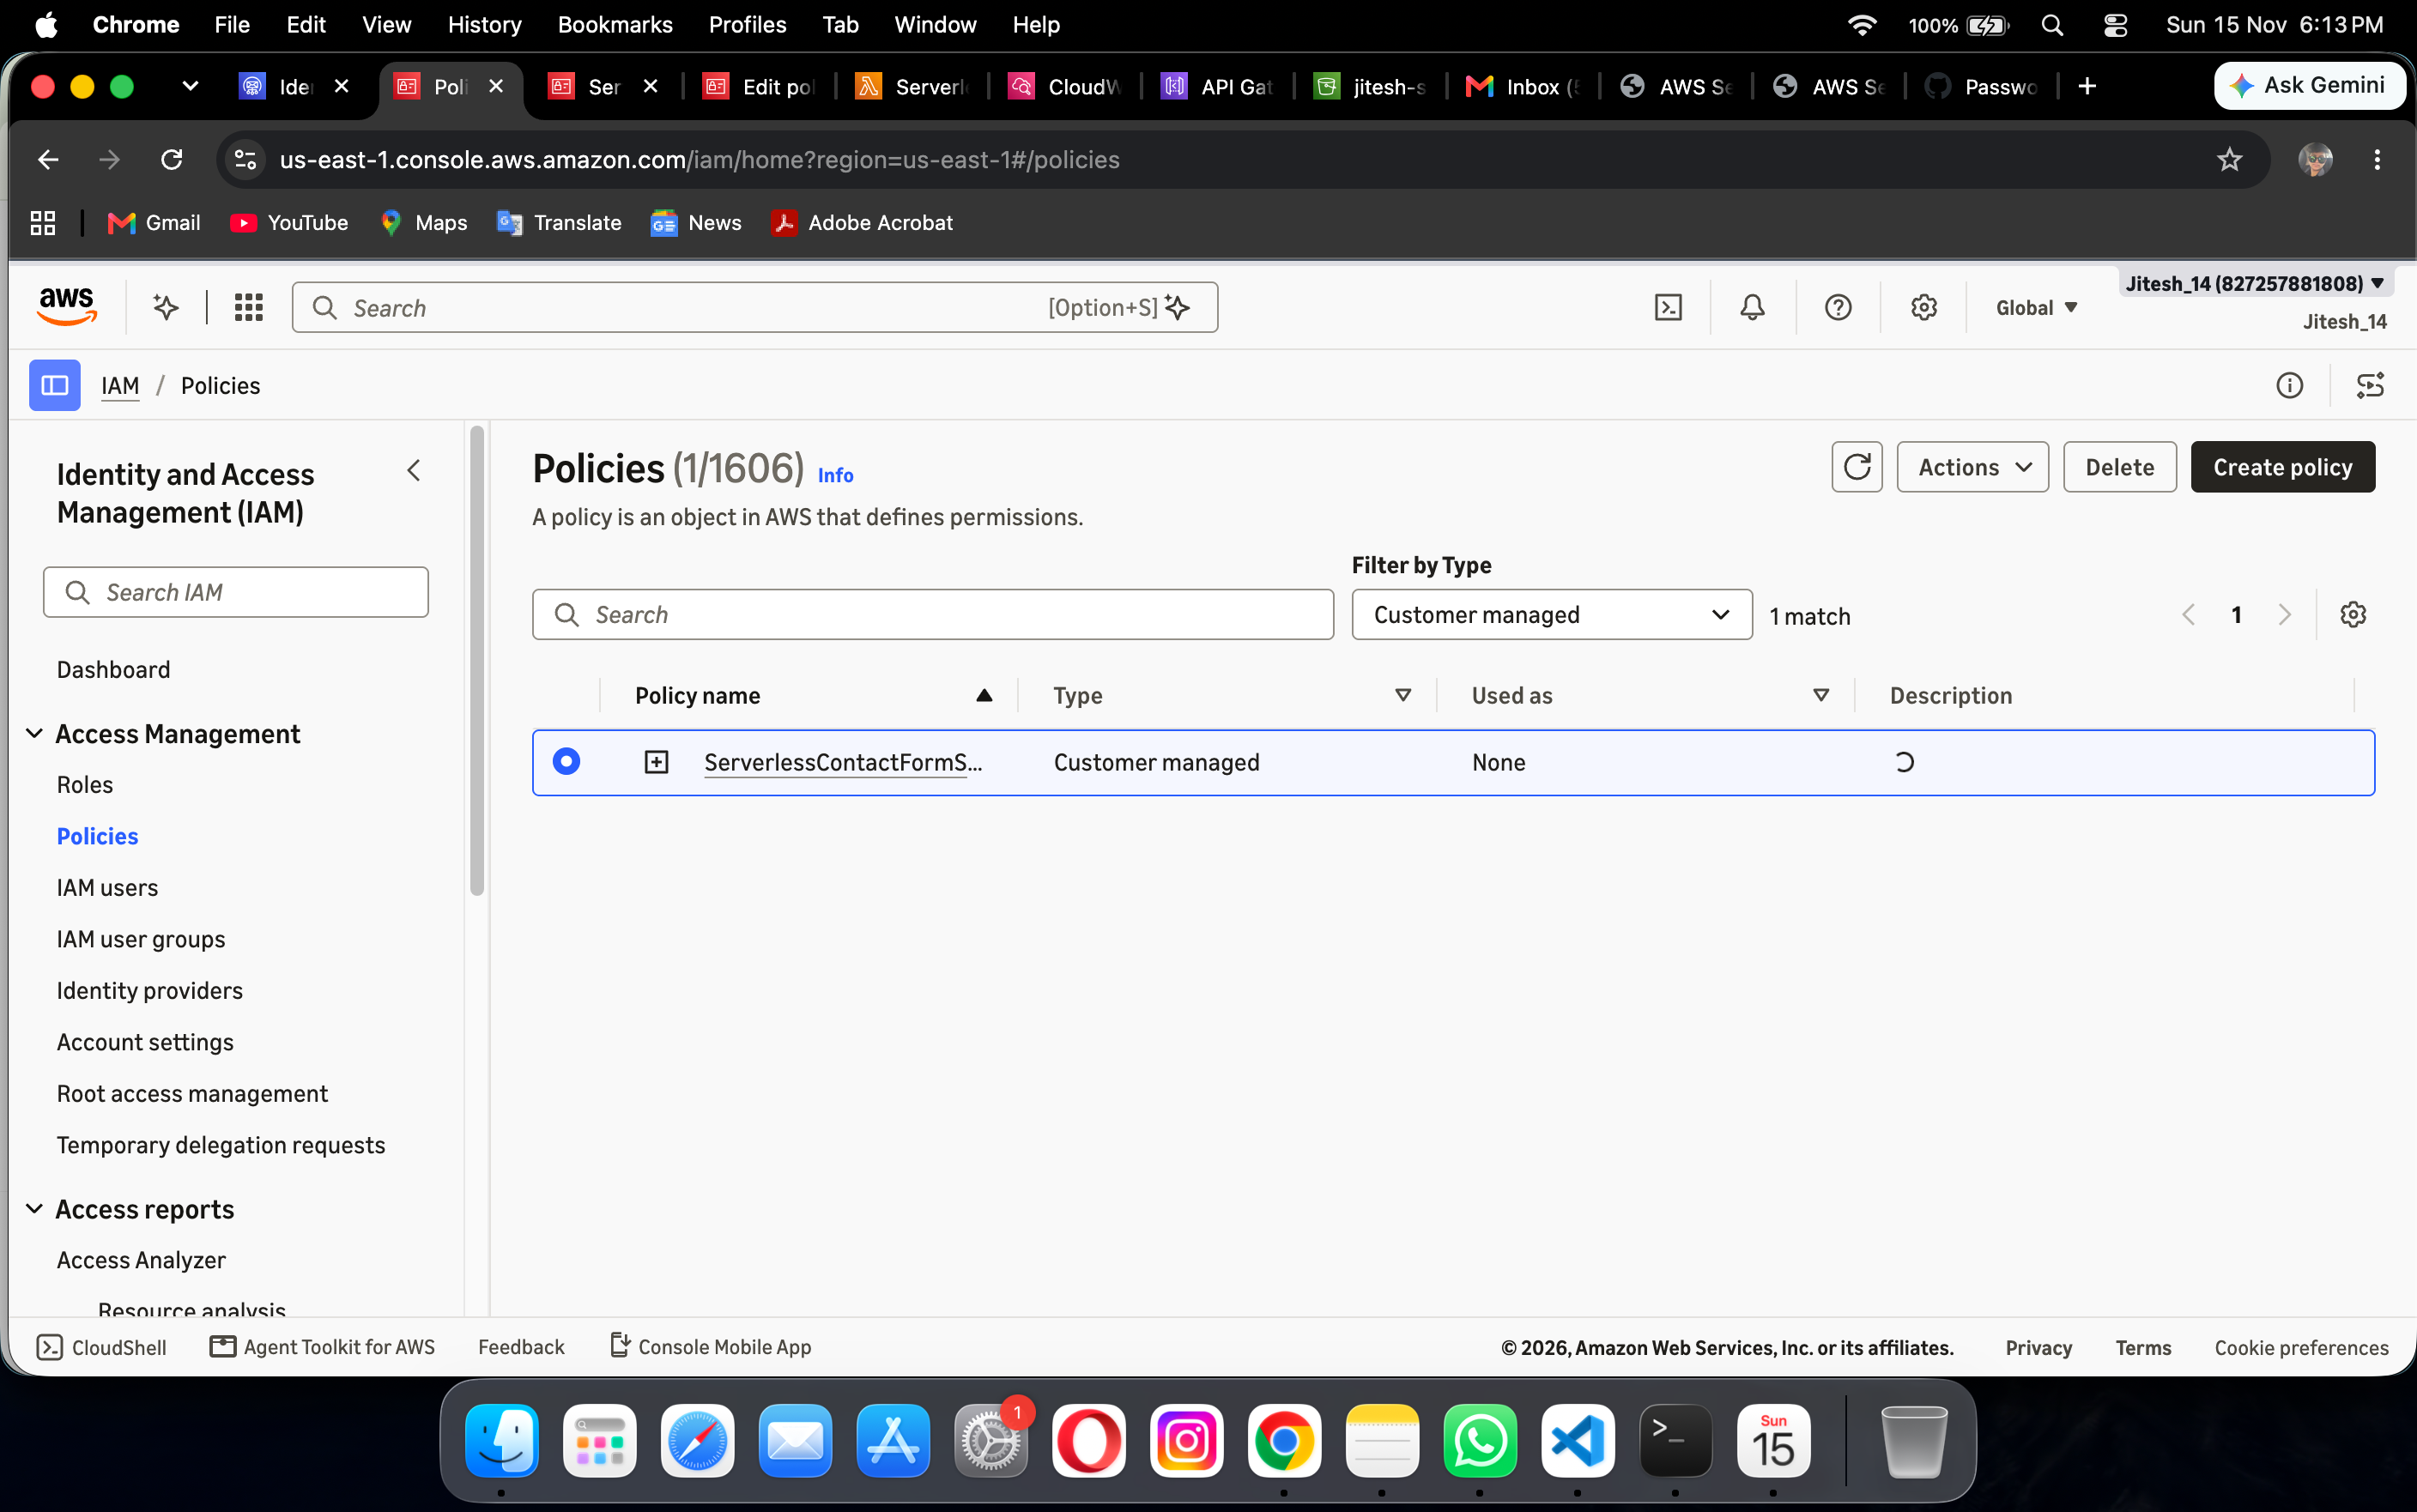 Chrome File Edit View History Bookmarks Profiles Tab Window Help 100% Sun 15 Nov 6:13 PM
Ider Poli Ser Edit pol Serverl CloudW API Gat jitesh-s Inbox (5 AWS Se AWS Se Passwo Ask Gemini
us-east-1.console.aws.amazon.com/iam/home?region=us-east-1#/policies
Gmail YouTube Maps Translate News Adobe Acrobat
aws Search [Option+S] Global Jitesh_14 (827257881808)
Jitesh_14
IAM / Policies
Identity and Access
Management (IAM)
Search IAM
Dashboard
Access Management
Roles
Policies
IAM users
IAM user groups
Identity providers
Account settings
Root access management
Temporary delegation requests
Access reports
Access Analyzer
Resource analysis
Policies (1/1606) Info
Actions Delete Create policy
A policy is an object in AWS that defines permissions.
Filter by Type
Search Customer managed 1 match 1
Policy name Type Used as Description
ServerlessContactFormS... Customer managed None
CloudShell Agent Toolkit for AWS Feedback Console Mobile App © 2026, Amazon Web Services, Inc. or its affiliates. Privacy Terms Cookie preferences
1
Sun
15